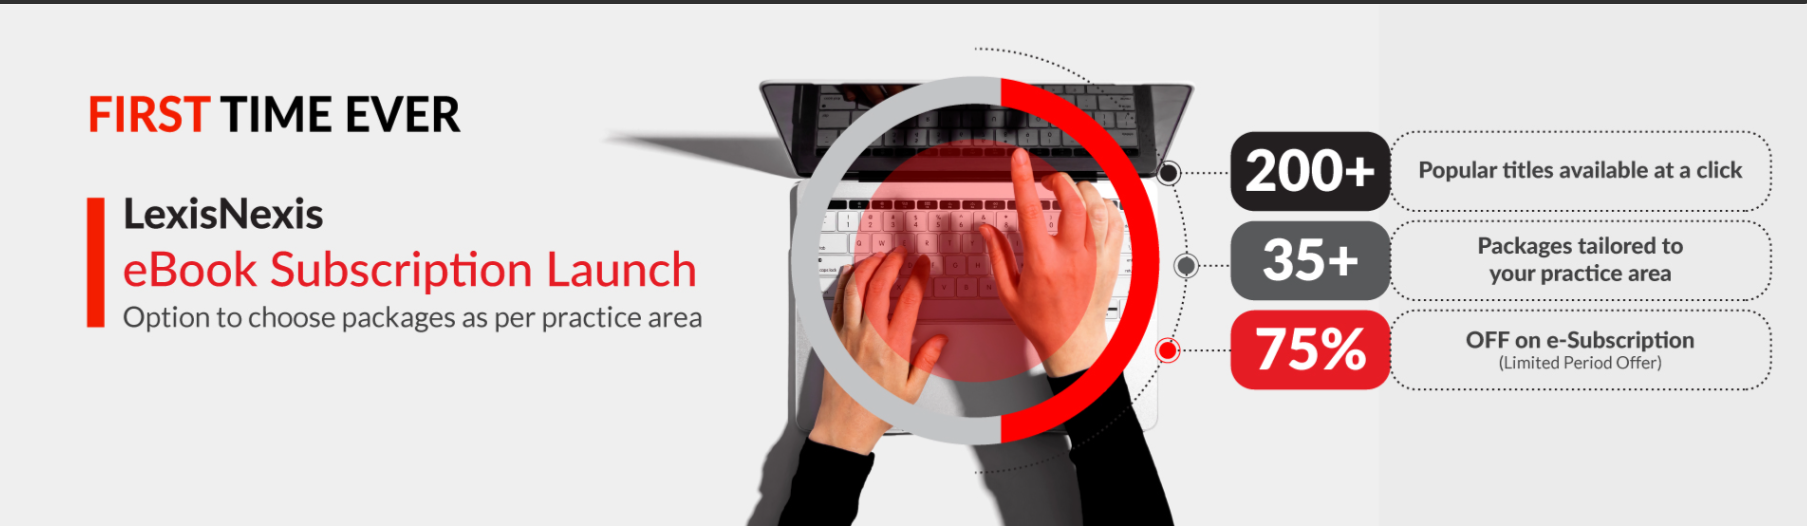 FIRST TIME EVER
LexisNexis
eBook Subscription Launch
Option to choose packages as per practice area
200+
Popular titles available at a click
35+
Packages tailored to
your practice area
75%
OFF on e-Subscription
(Limited Period Offer)